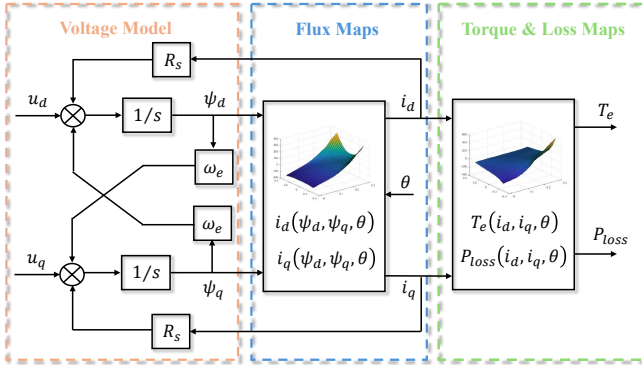 Voltage Model
Flux Maps
Torque & Loss Maps
R_s
u_d
1/s
ψ_d
i_d
T_e
ω_e
θ
ω_e
i_d(ψ_d, ψ_q, θ)
i_q(ψ_d, ψ_q, θ)
T_e(i_d, i_q, θ)
P_loss(i_d, i_q, θ)
P_loss
u_q
1/s
ψ_q
i_q
R_s